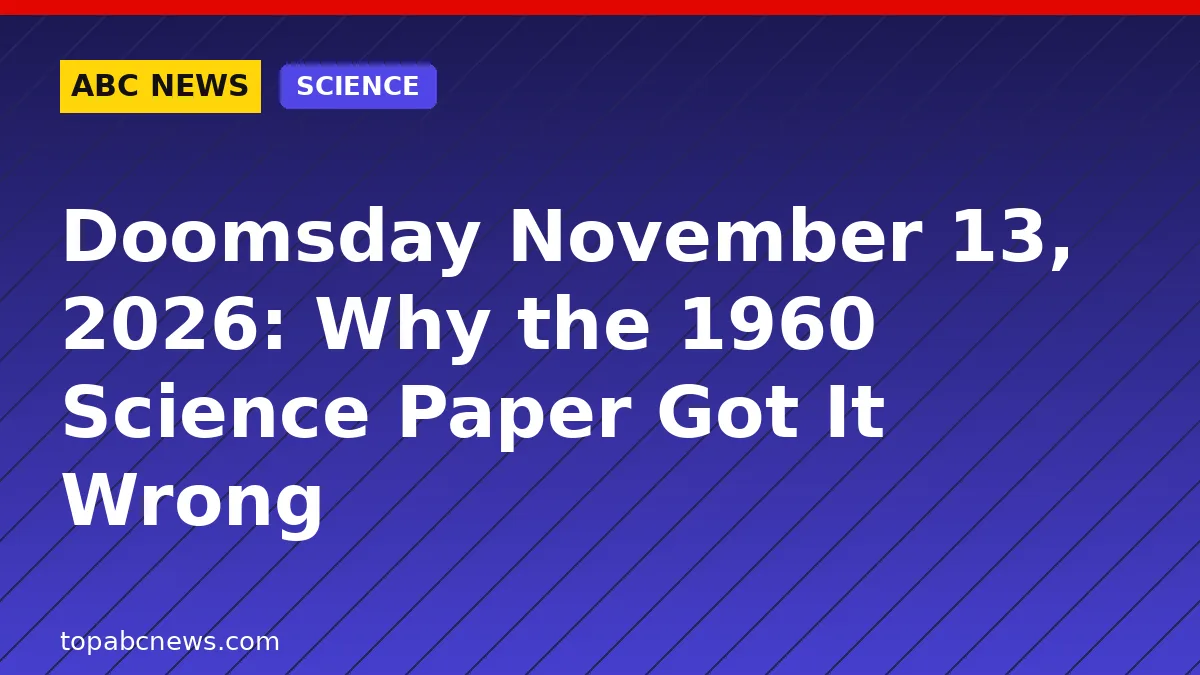 ABC NEWS SCIENCE
Doomsday November 13,
2026: Why the 1960
Science Paper Got It
Wrong
topabcnews.com